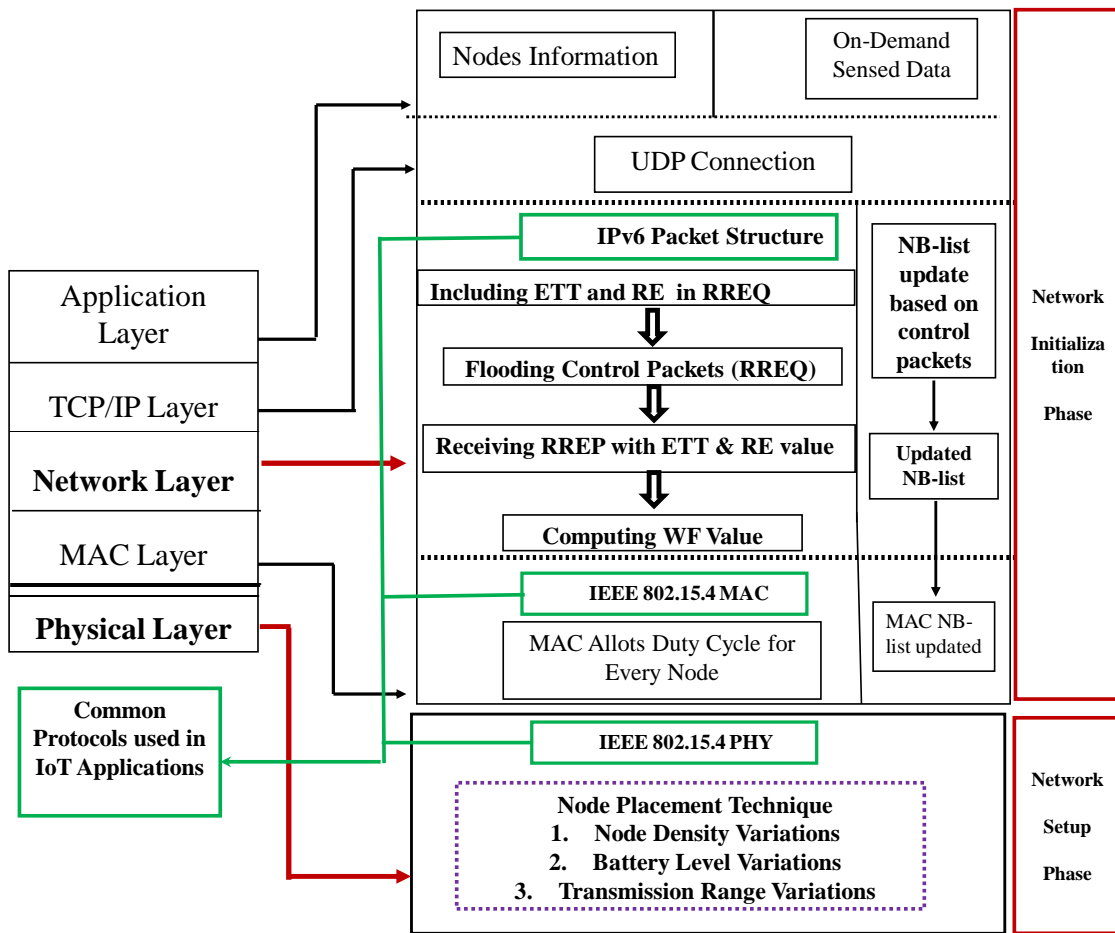 Nodes Information
On-Demand
Sensed Data
UDP Connection
IPv6 Packet Structure
Including ETT and RE in RREQ
Flooding Control Packets (RREQ)
Receiving RREP with ETT & RE value
Computing WF Value
NB-list
update
based on
control
packets
Updated
NB-list
MAC NB-
list updated
IEEE 802.15.4 MAC
MAC Allots Duty Cycle for
Every Node
Network
Initializa
tion
Phase
Application
Layer
TCP/IP Layer
Network Layer
MAC Layer
Physical Layer
Common
Protocols used in
IoT Applications
IEEE 802.15.4 PHY
Node Placement Technique
1. Node Density Variations
2. Battery Level Variations
3. Transmission Range Variations
Network
Setup
Phase